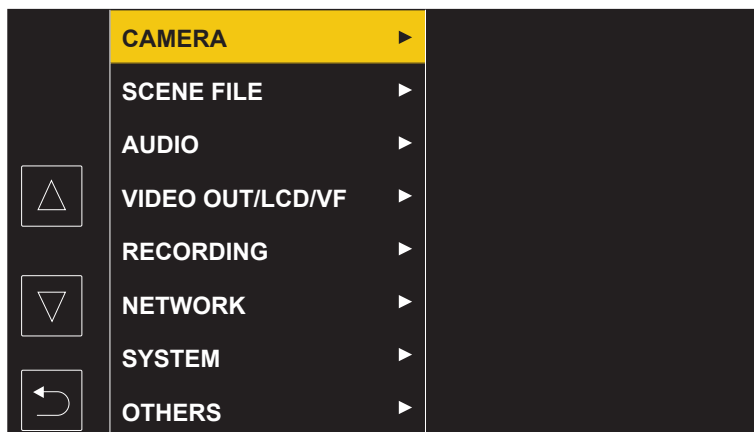 CAMERA
SCENE FILE
AUDIO
VIDEO OUT/LCD/VF
RECORDING
NETWORK
SYSTEM
OTHERS